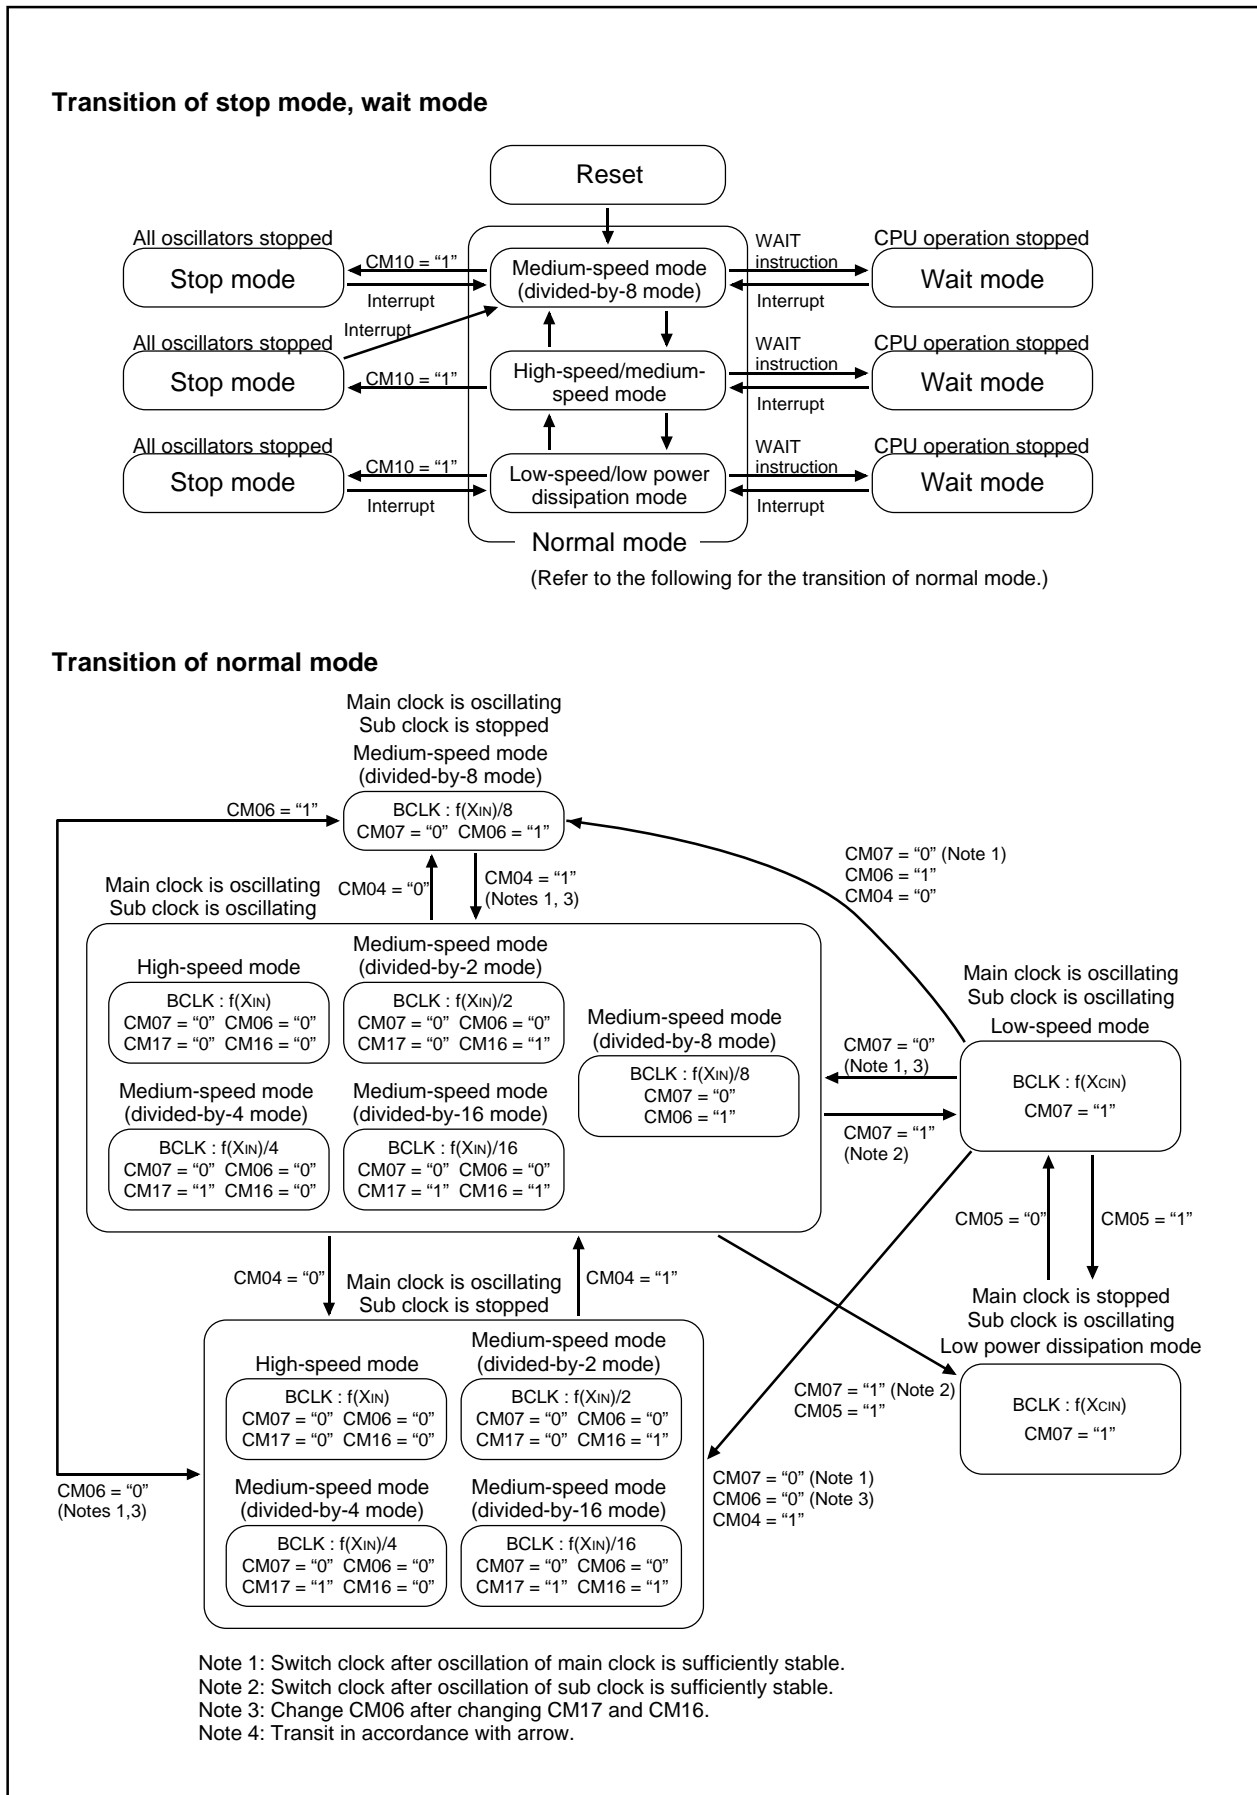 Transition of stop mode, wait mode
Reset
All oscillators stopped
Stop mode
CM10 = “1”
Interrupt
Medium-speed mode
(divided-by-8 mode)
WAIT
instruction
Interrupt
CPU operation stopped
Wait mode
Interrupt
All oscillators stopped
Stop mode
CM10 = “1”
High-speed/medium-
speed mode
WAIT
instruction
Interrupt
CPU operation stopped
Wait mode
All oscillators stopped
Stop mode
CM10 = “1”
Interrupt
Low-speed/low power
dissipation mode
WAIT
instruction
Interrupt
CPU operation stopped
Wait mode
Normal mode
(Refer to the following for the transition of normal mode.)
Transition of normal mode
Main clock is oscillating
Sub clock is stopped
Medium-speed mode
(divided-by-8 mode)
CM06 = “1”
BCLK : f(XIN)/8
CM07 = “0” CM06 = “1”
CM07 = “0” (Note 1)
CM06 = “1”
CM04 = “0”
Main clock is oscillating
Sub clock is oscillating
CM04 = “0”
CM04 = “1”
(Notes 1, 3)
High-speed mode
BCLK : f(XIN)
CM07 = “0” CM06 = “0”
CM17 = “0” CM16 = “0”
Medium-speed mode
(divided-by-2 mode)
BCLK : f(XIN)/2
CM07 = “0” CM06 = “0”
CM17 = “0” CM16 = “1”
Medium-speed mode
(divided-by-8 mode)
BCLK : f(XIN)/8
CM07 = “0”
CM06 = “1”
Medium-speed mode
(divided-by-4 mode)
BCLK : f(XIN)/4
CM07 = “0” CM06 = “0”
CM17 = “1” CM16 = “0”
Medium-speed mode
(divided-by-16 mode)
BCLK : f(XIN)/16
CM07 = “0” CM06 = “0”
CM17 = “1” CM16 = “1”
CM07 = “0”
(Note 1, 3)
CM07 = “1”
(Note 2)
Main clock is oscillating
Sub clock is oscillating
Low-speed mode
BCLK : f(XCIN)
CM07 = “1”
CM05 = “0”
CM05 = “1”
Main clock is stopped
Sub clock is oscillating
Low power dissipation mode
BCLK : f(XCIN)
CM07 = “1”
CM07 = “1” (Note 2)
CM05 = “1”
CM04 = “0”
Main clock is oscillating
Sub clock is stopped
CM04 = “1”
High-speed mode
BCLK : f(XIN)
CM07 = “0” CM06 = “0”
CM17 = “0” CM16 = “0”
Medium-speed mode
(divided-by-2 mode)
BCLK : f(XIN)/2
CM07 = “0” CM06 = “0”
CM17 = “0” CM16 = “1”
Medium-speed mode
(divided-by-4 mode)
BCLK : f(XIN)/4
CM07 = “0” CM06 = “0”
CM17 = “1” CM16 = “0”
Medium-speed mode
(divided-by-16 mode)
BCLK : f(XIN)/16
CM07 = “0” CM06 = “0”
CM17 = “1” CM16 = “1”
CM06 = “0”
(Notes 1,3)
CM07 = “0” (Note 1)
CM06 = “0” (Note 3)
CM04 = “1”
Note 1: Switch clock after oscillation of main clock is sufficiently stable.
Note 2: Switch clock after oscillation of sub clock is sufficiently stable.
Note 3: Change CM06 after changing CM17 and CM16.
Note 4: Transit in accordance with arrow.